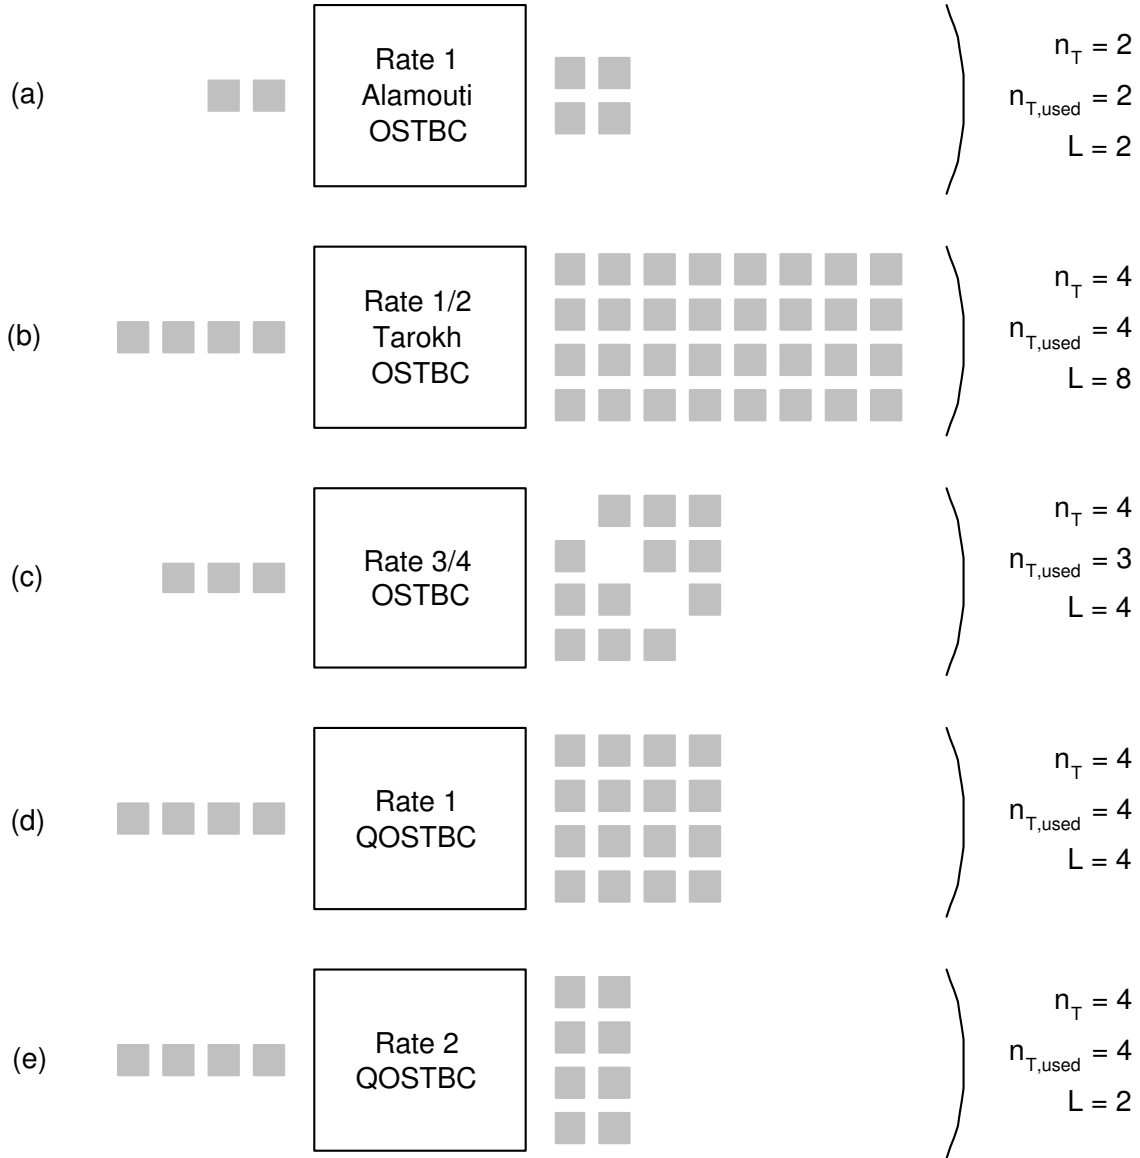 (a)
Rate 1
Alamouti
OSTBC
n_T = 2
n_T,used = 2
L = 2
(b)
Rate 1/2
Tarokh
OSTBC
n_T = 4
n_T,used = 4
L = 8
(c)
Rate 3/4
OSTBC
n_T = 4
n_T,used = 3
L = 4
(d)
Rate 1
QOSTBC
n_T = 4
n_T,used = 4
L = 4
(e)
Rate 2
QOSTBC
n_T = 4
n_T,used = 4
L = 2